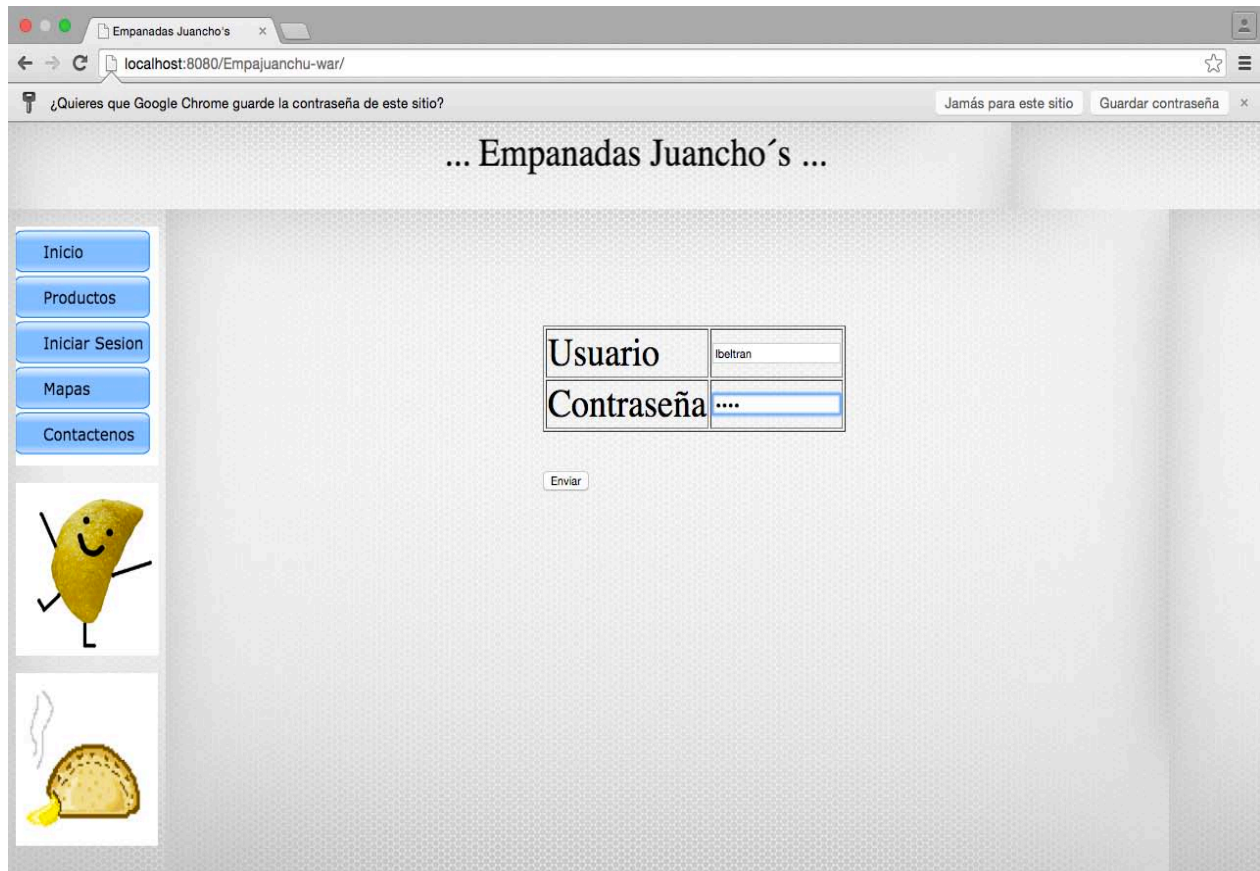 Empanadas Juancho's
localhost:8080/Empajuanchu-war/
¿Quieres que Google Chrome guarde la contraseña de este sitio? Jamás para este sitio Guardar contraseña
... Empanadas Juancho´s ...
Inicio
Productos
Iniciar Sesion
Mapas
Contactenos
Usuario lbeltran
Contraseña ••••
Enviar